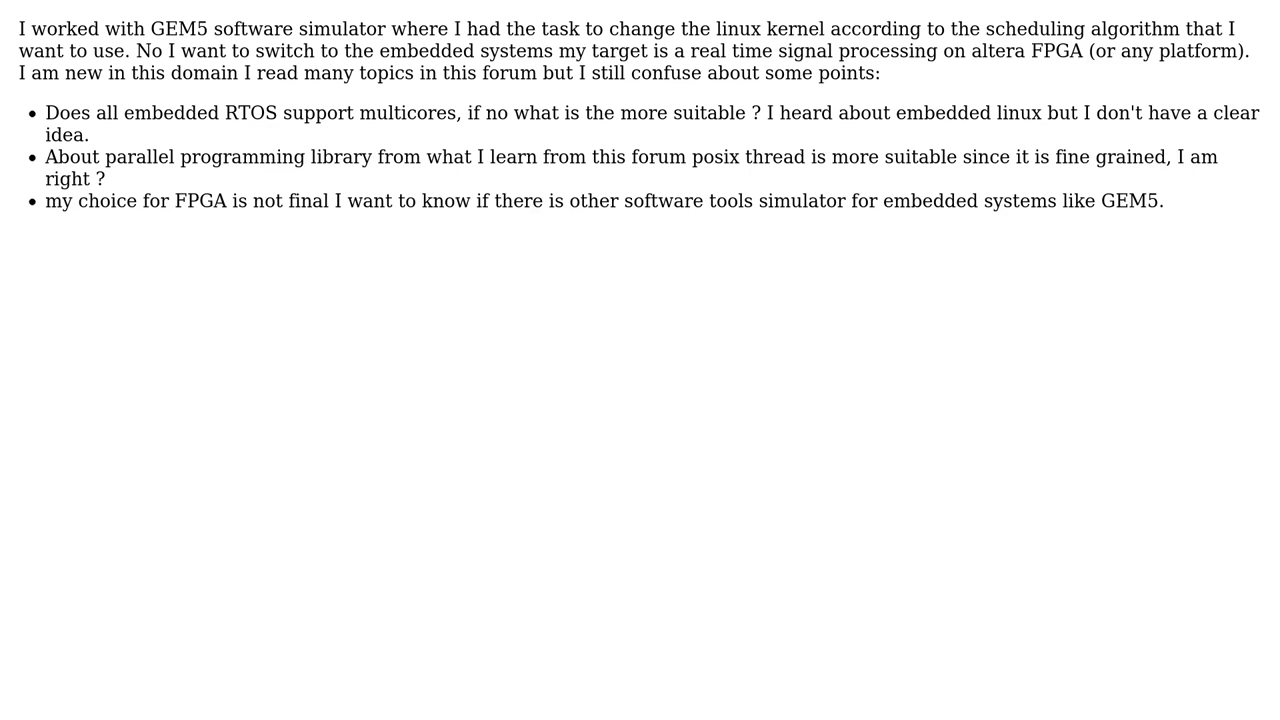 I worked with GEM5 software simulator where I had the task to change the linux kernel according to the scheduling algorithm that I
want to use. No I want to switch to the embedded systems my target is a real time signal processing on altera FPGA (or any platform).
I am new in this domain I read many topics in this forum but I still confuse about some points:
• Does all embedded RTOS support multicores, if no what is the more suitable ? I heard about embedded linux but I don't have a clear
idea.
• About parallel programming library from what I learn from this forum posix thread is more suitable since it is fine grained, I am
right ?
• my choice for FPGA is not final I want to know if there is other software tools simulator for embedded systems like GEM5.